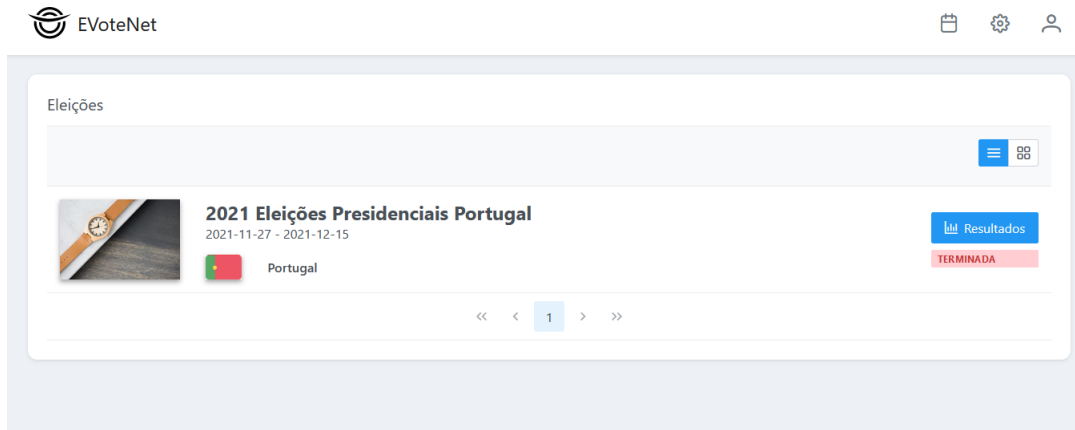 EVoteNet
Eleições
2021 Eleições Presidenciais Portugal
2021-11-27 - 2021-12-15
Portugal
Resultados
TERMINADA
1